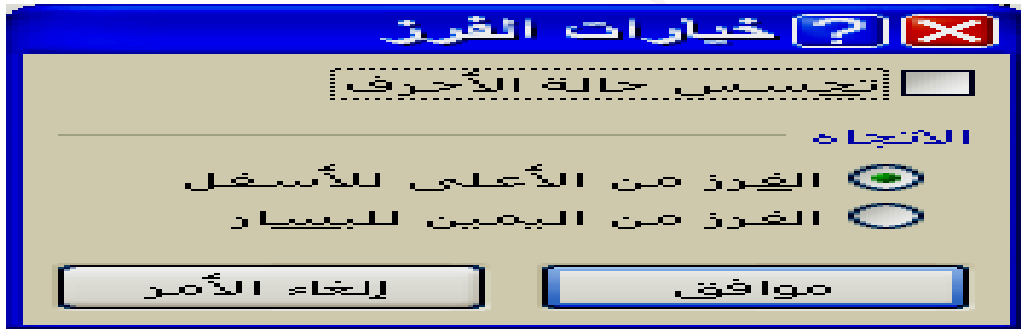 خيارات الفرز
تحسس حالة الأحرف
الاتجاه
الفرز من الأعلى للأسفل
الفرز من اليمين لليسار
موافق
إلغاء الأمر